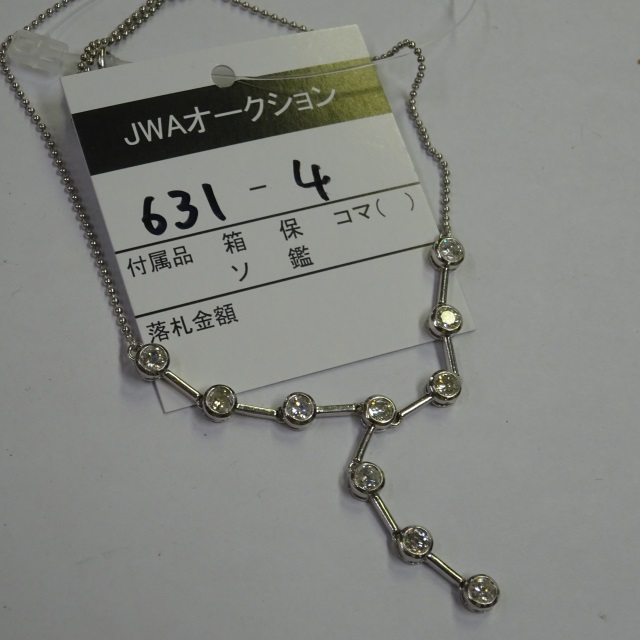 JWAオークション
631-4
付属品 箱 保 コマ( )
ソ 鑑
落札金額